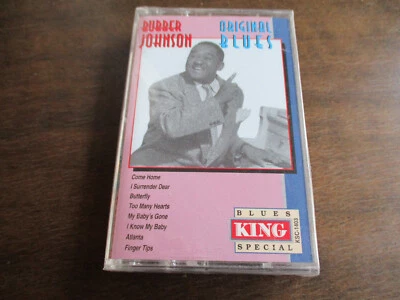 BUBBER JOHNSON
ORIGINAL BLUES
Come Home
I Surrender Dear
Butterfly
Too Many Hearts
My Baby's Gone
I Know My Baby
Atlanta
Finger Tips
BLUES
KING
SPECIAL
KSC-1403